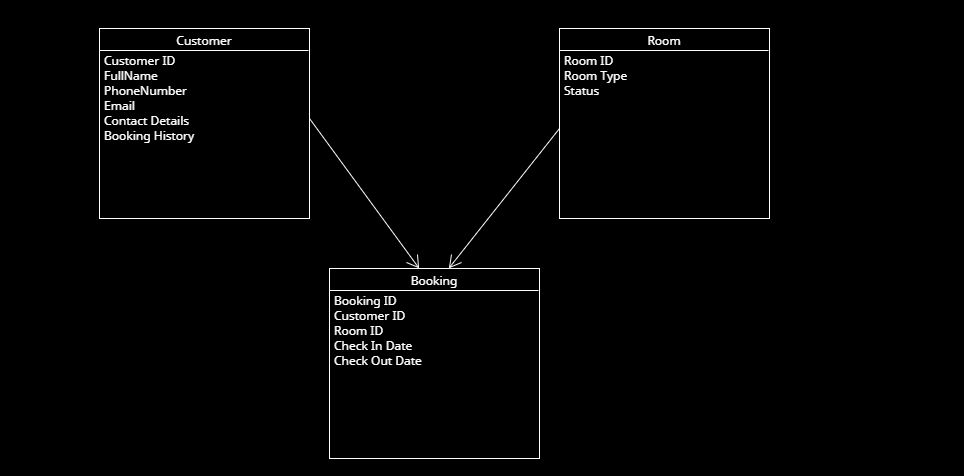 Customer
Customer ID
FullName
PhoneNumber
Email
Contact Details
Booking History
Room
Room ID
Room Type
Status
Booking
Booking ID
Customer ID
Room ID
Check In Date
Check Out Date